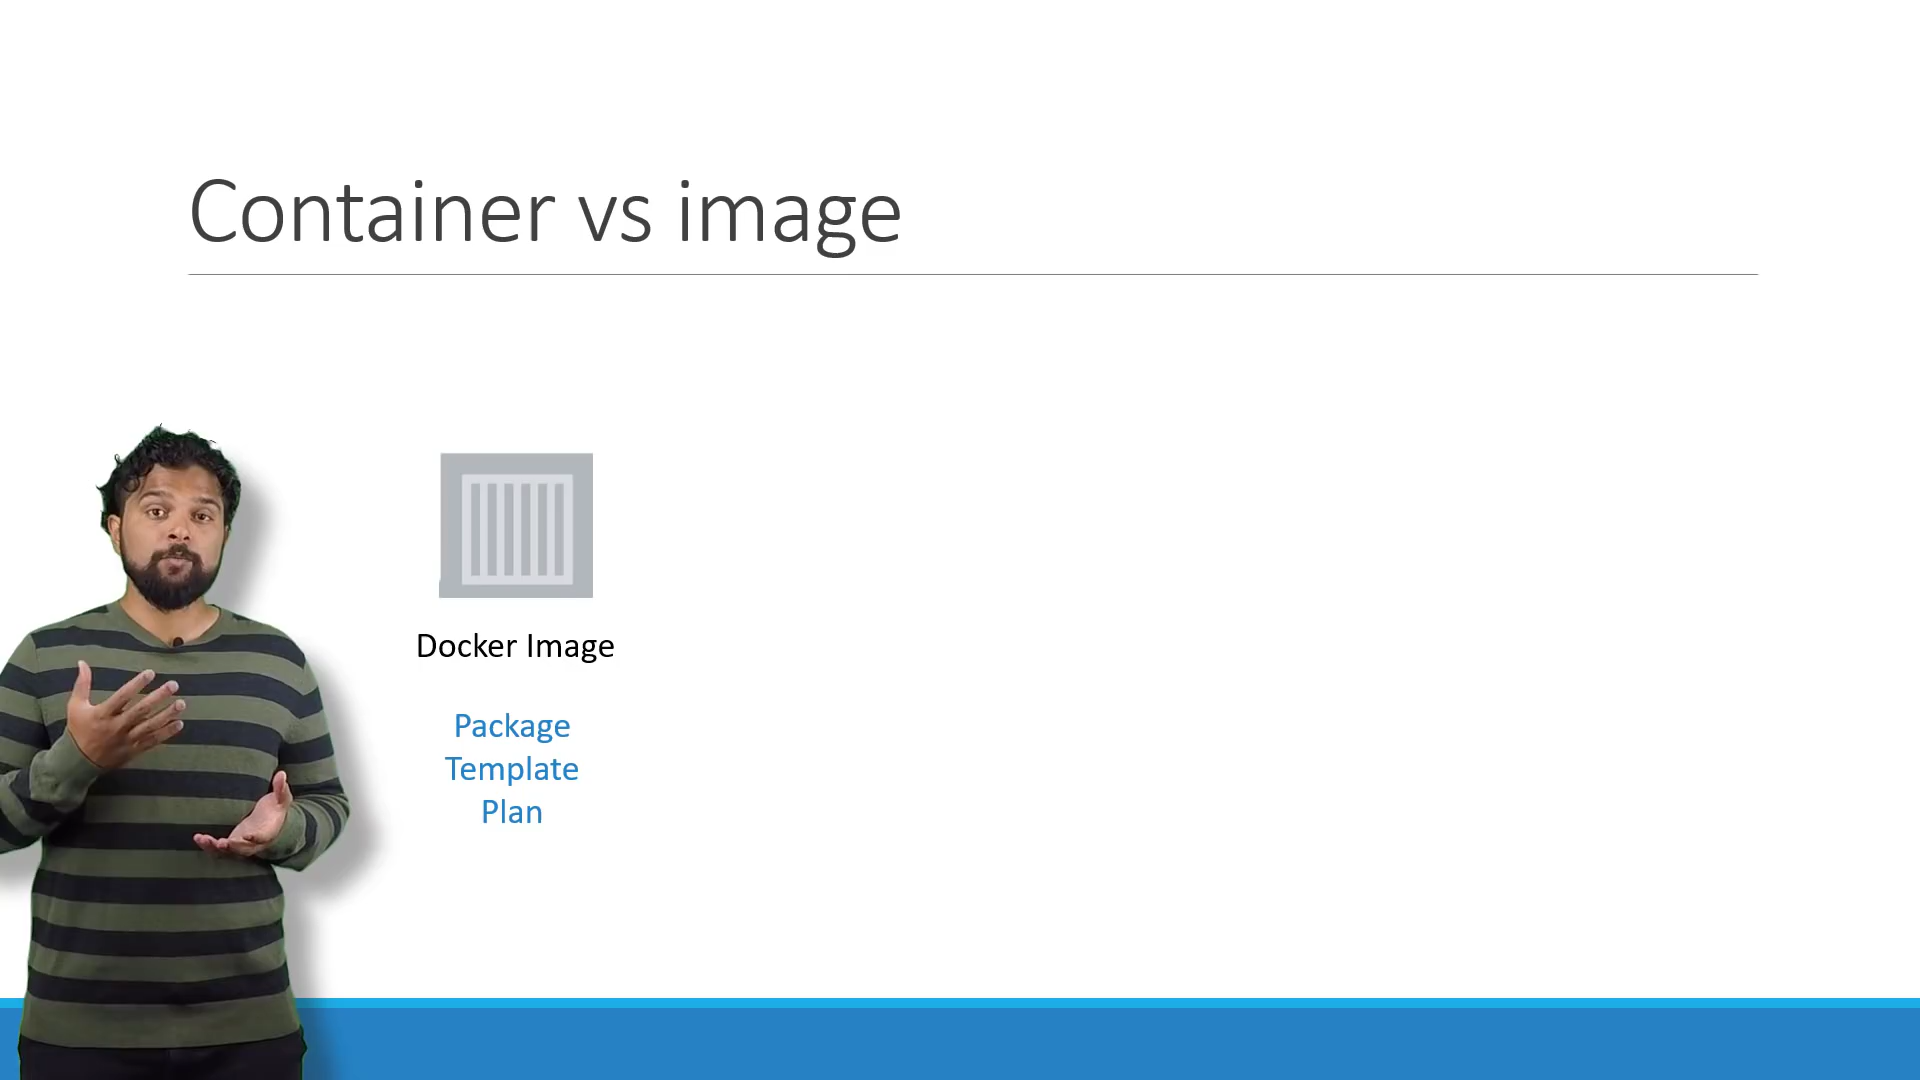 Container vs image
Docker Image
Package
Template
Plan